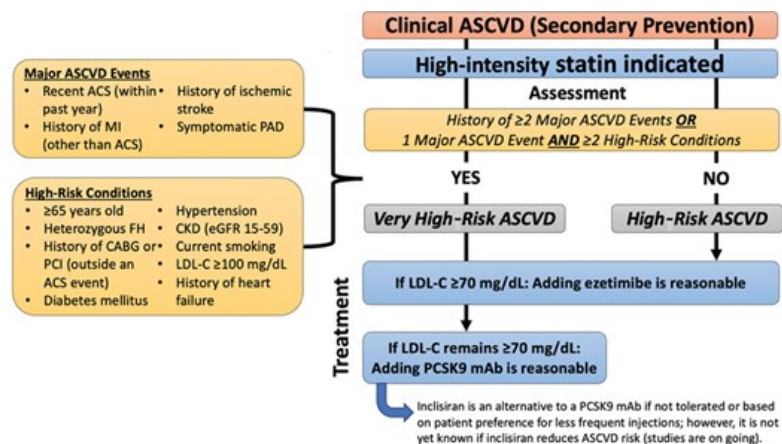 Clinical ASCVD (Secondary Prevention)
High-intensity statin indicated
Assessment
History of ≥2 Major ASCVD Events OR
1 Major ASCVD Event AND ≥2 High-Risk Conditions
Major ASCVD Events
• Recent ACS (within
past year)
• History of MI
(other than ACS)
• History of ischemic
stroke
• Symptomatic PAD
High-Risk Conditions
• ≥65 years old
• Heterozygous FH
• History of CABG or
PCI (outside an
ACS event)
• Diabetes mellitus
• Hypertension
• CKD (eGFR 15-59)
• Current smoking
• LDL-C ≥100 mg/dL
• History of heart
failure
YES
NO
Very High-Risk ASCVD
High-Risk ASCVD
Treatment
If LDL-C ≥70 mg/dL: Adding ezetimibe is reasonable
If LDL-C remains ≥70 mg/dL:
Adding PCSK9 mAb is reasonable
Inclisiran is an alternative to a PCSK9 mAb if not tolerated or based
on patient preference for less frequent injections; however, it is not
yet known if inclisiran reduces ASCVD risk (studies are on going).